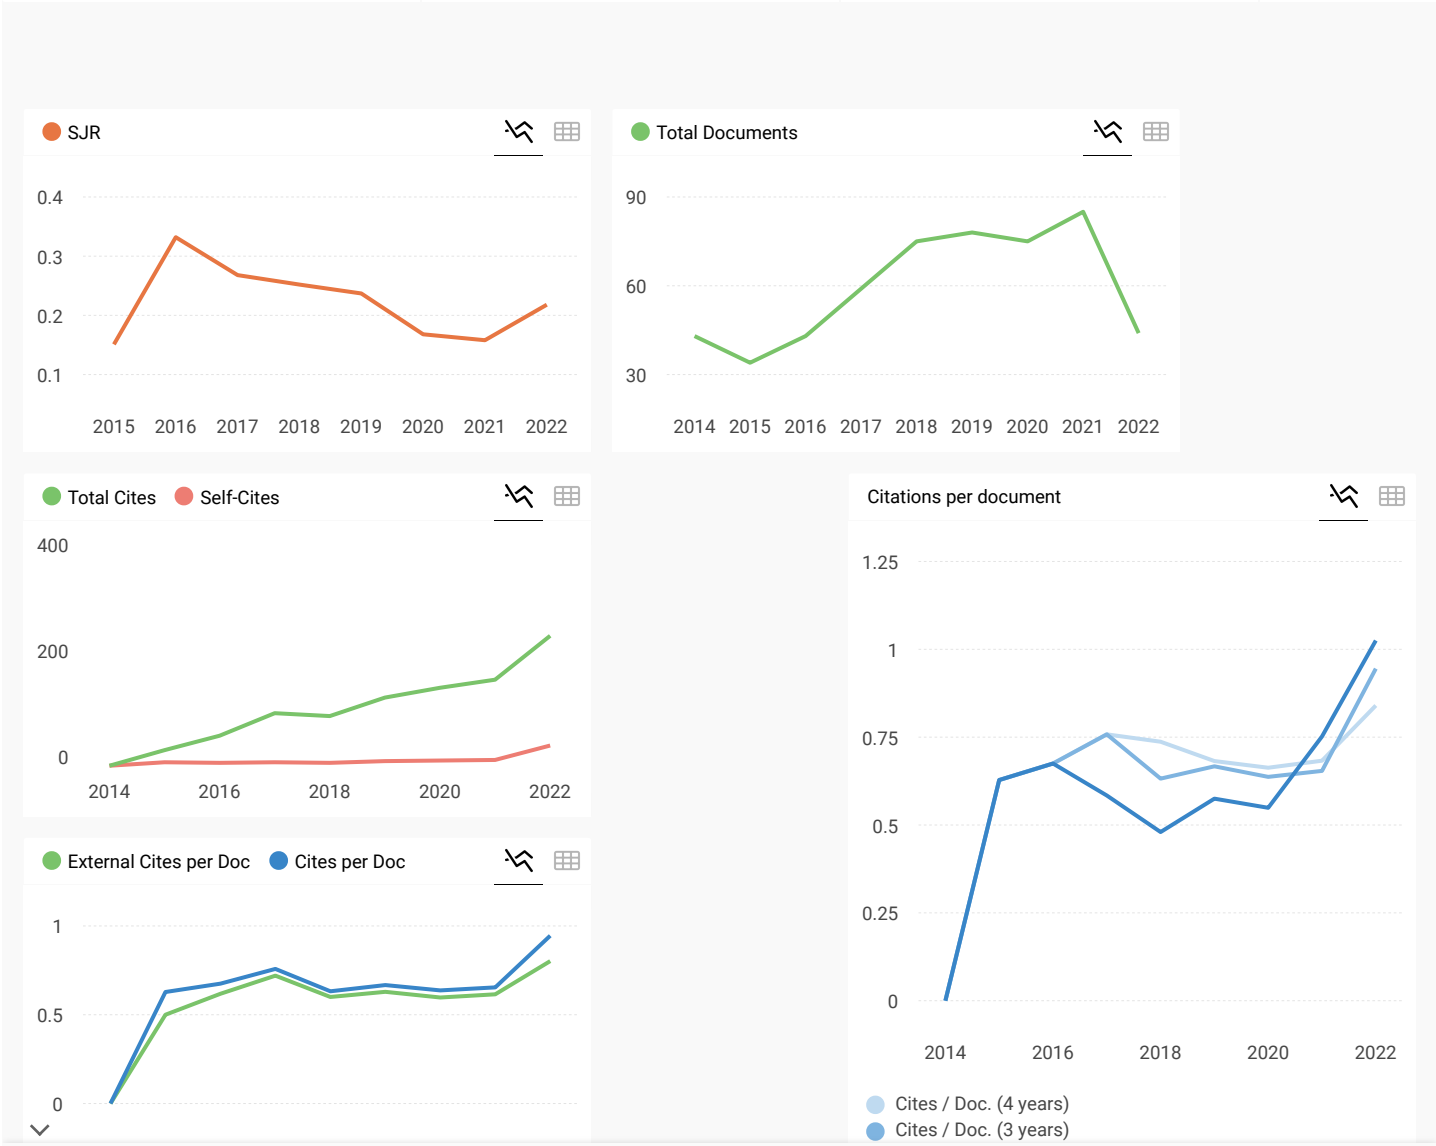 SJR
0.4
0.3
0.2
0.1
2015 2016 2017 2018 2019 2020 2021 2022
Total Documents
90
60
30
2014 2015 2016 2017 2018 2019 2020 2021 2022
Total Cites Self-Cites
400
200
0
2014 2016 2018 2020 2022
External Cites per Doc Cites per Doc
1
0.5
0
Citations per document
1.25
1
0.75
0.5
0.25
0
2014 2016 2018 2020 2022
Cites / Doc. (4 years)
Cites / Doc. (3 years)